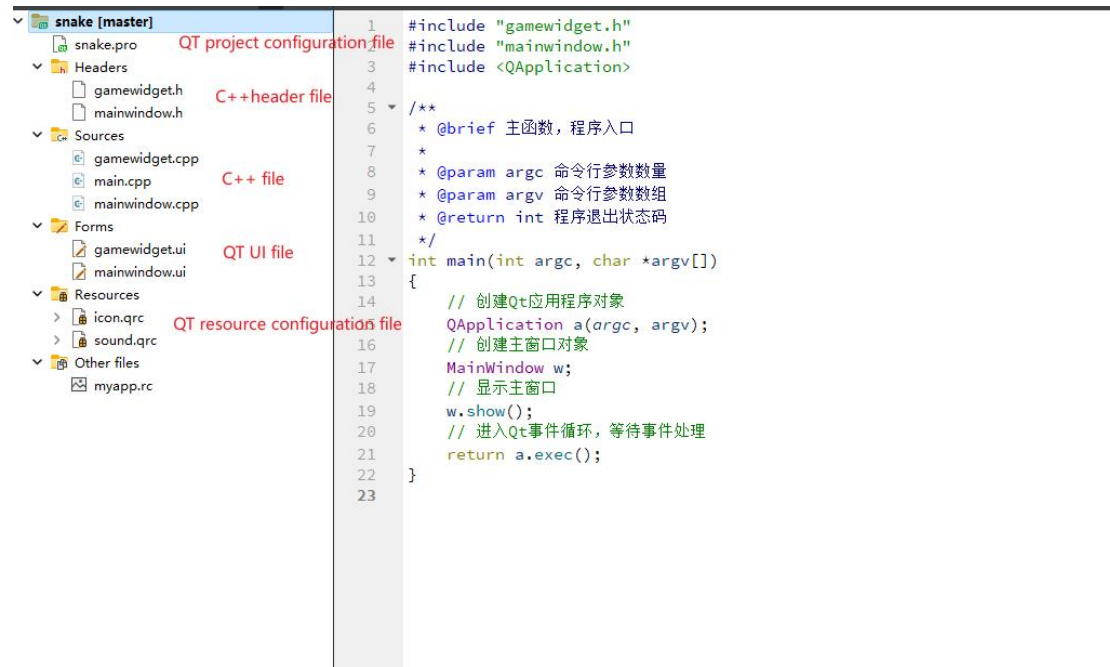 snake [master]
snake.pro
QT project configuration file
Headers
gamewidget.h
mainwindow.h
C++header file
Sources
gamewidget.cpp
main.cpp
mainwindow.cpp
C++ file
Forms
gamewidget.ui
mainwindow.ui
QT UI file
Resources
icon.qrc
sound.qrc
QT resource configuration file
Other files
myapp.rc
1 #include "gamewidget.h"
2 #include "mainwindow.h"
3 #include <QApplication>
4
5 /**
6 * @brief 主函数，程序入口
7 *
8 * @param argc 命令行参数数量
9 * @param argv 命令行参数数组
10 * @return int 程序退出状态码
11 */
12 int main(int argc, char *argv[])
13 {
14 // 创建Qt应用程序对象
15 QApplication a(argc, argv);
16 // 创建主窗口对象
17 MainWindow w;
18 // 显示主窗口
19 w.show();
20 // 进入Qt事件循环，等待事件处理
21 return a.exec();
22 }
23